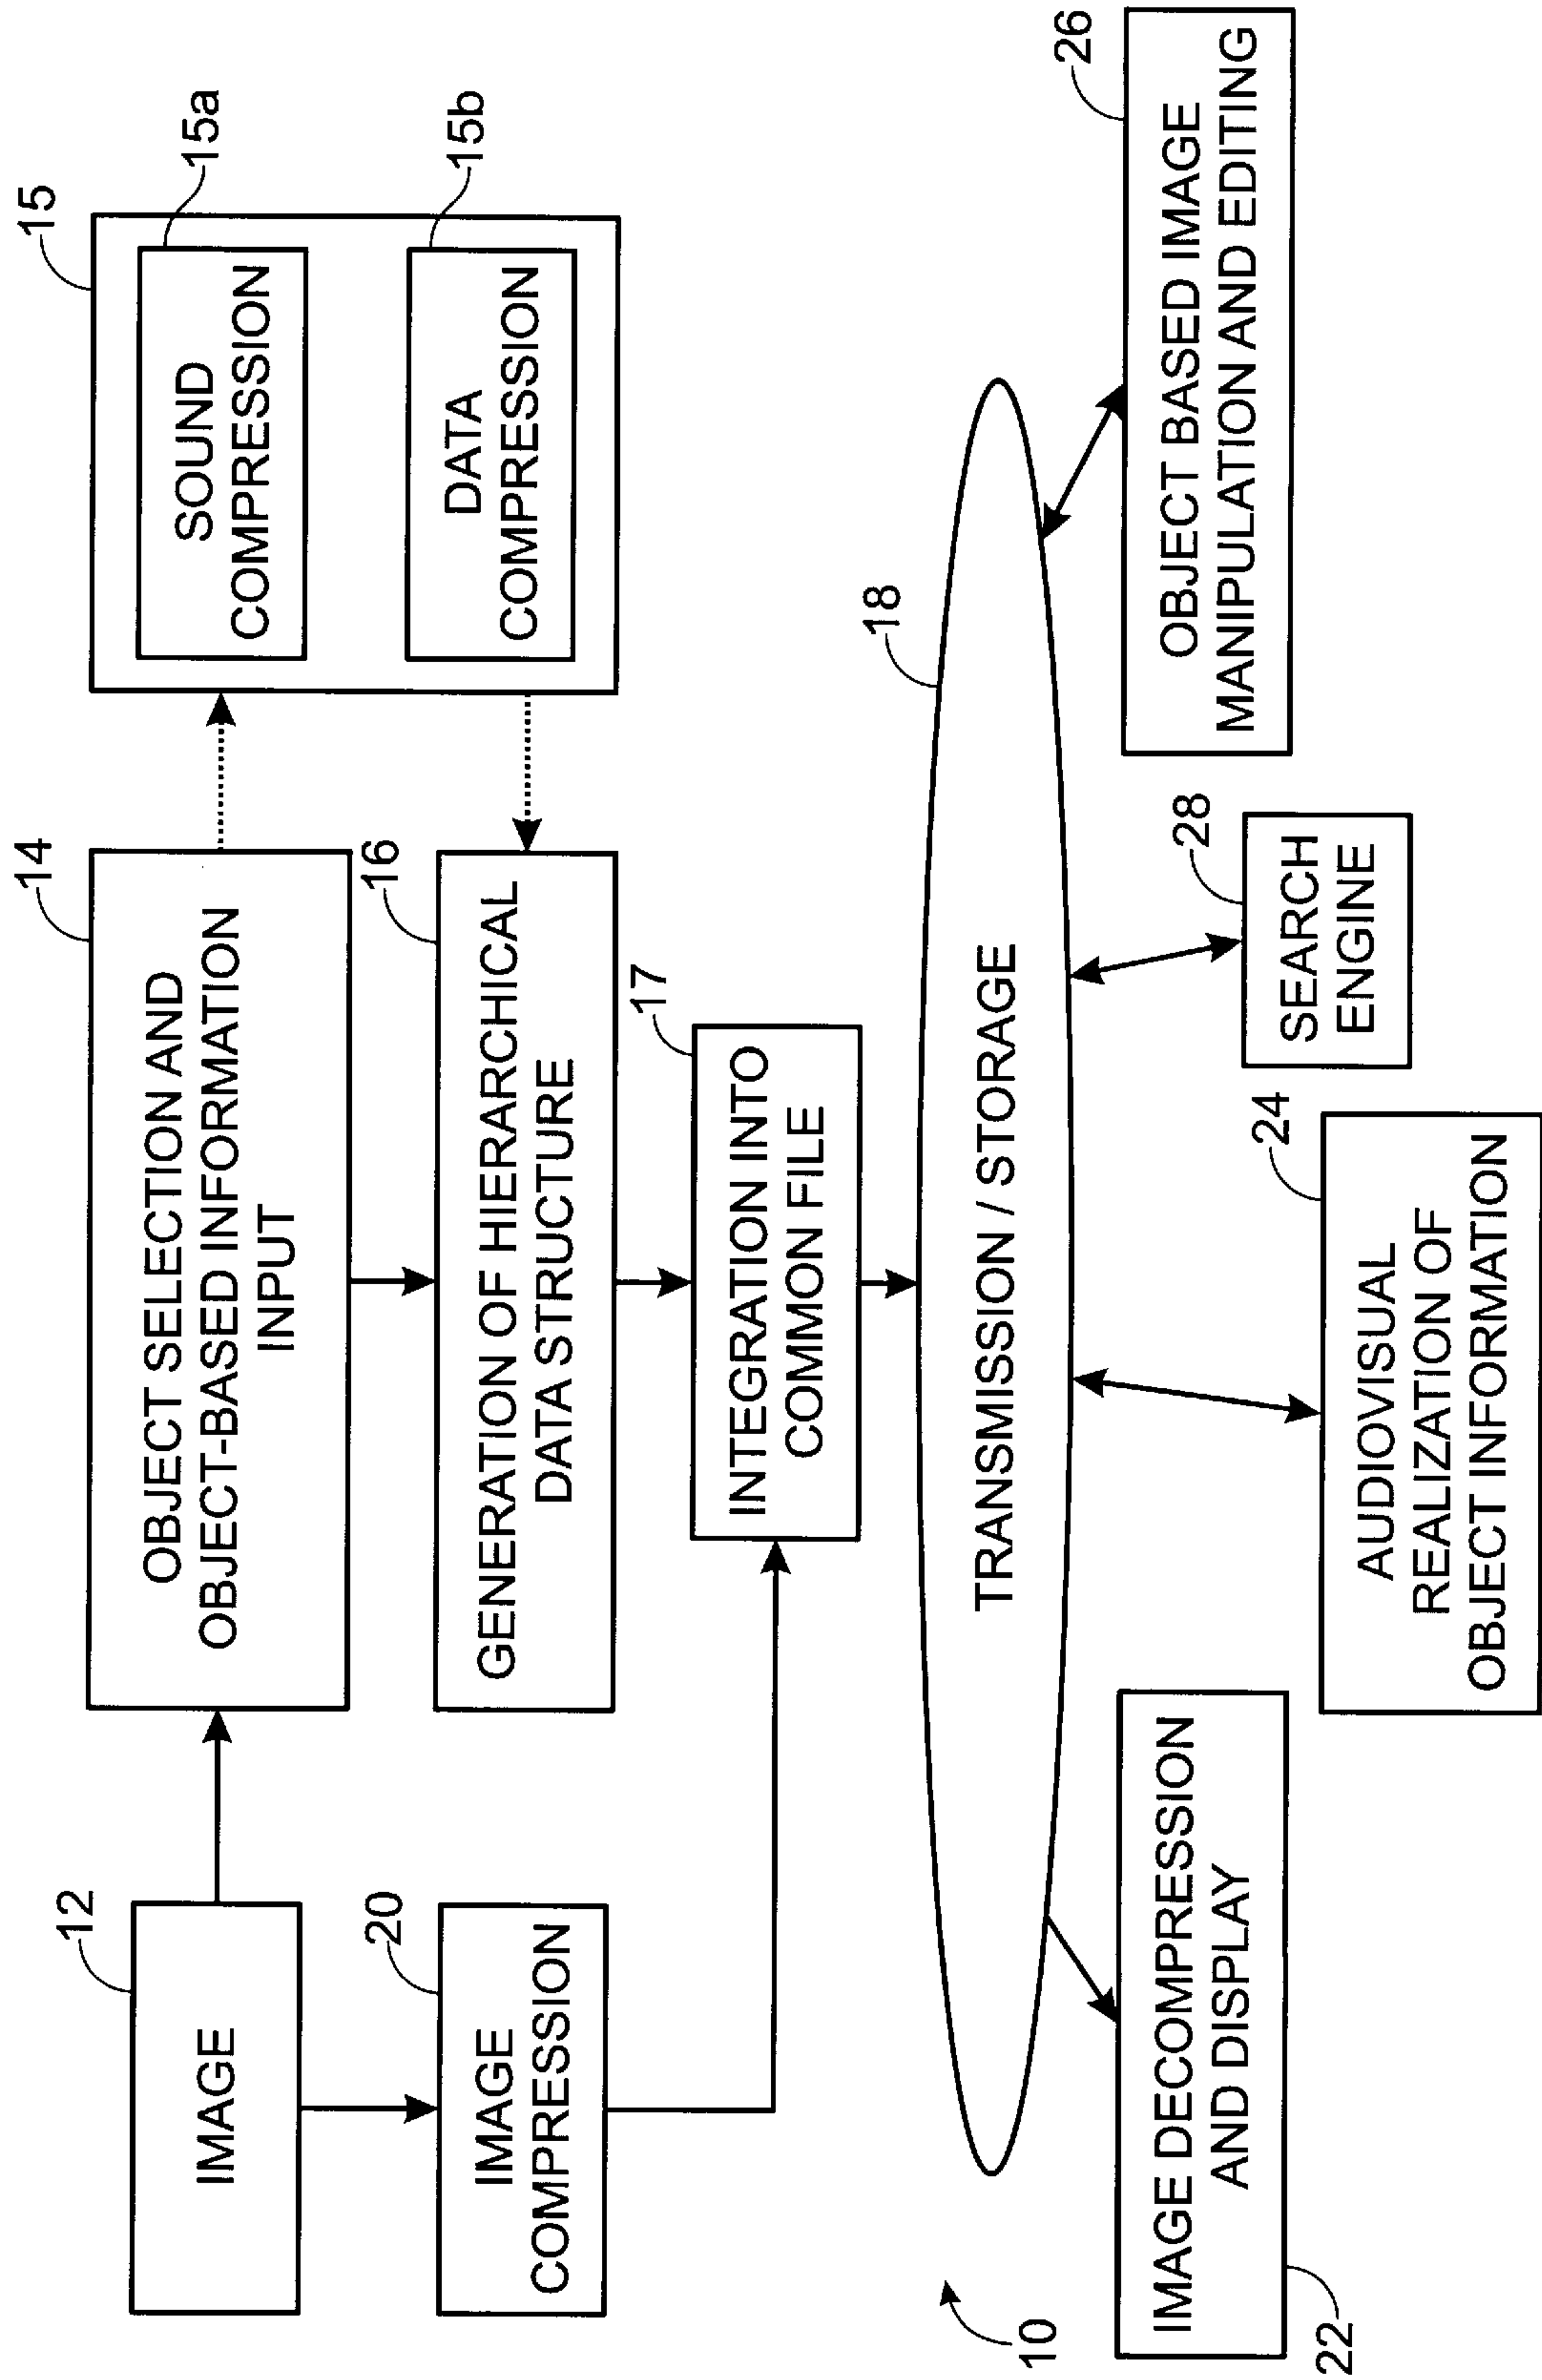 12
IMAGE
14
OBJECT SELECTION AND
OBJECT-BASED INFORMATION
INPUT
15
15a
SOUND
COMPRESSION
15b
DATA
COMPRESSION
20
IMAGE
COMPRESSION
16
GENERATION OF HIERARCHICAL
DATA STRUCTURE
17
INTEGRATION INTO
COMMON FILE
18
TRANSMISSION / STORAGE
10
22
IMAGE DECOMPRESSION
AND DISPLAY
24
AUDIOVISUAL
REALIZATION OF
OBJECT INFORMATION
28
SEARCH
ENGINE
26
OBJECT BASED IMAGE
MANIPULATION AND EDITING